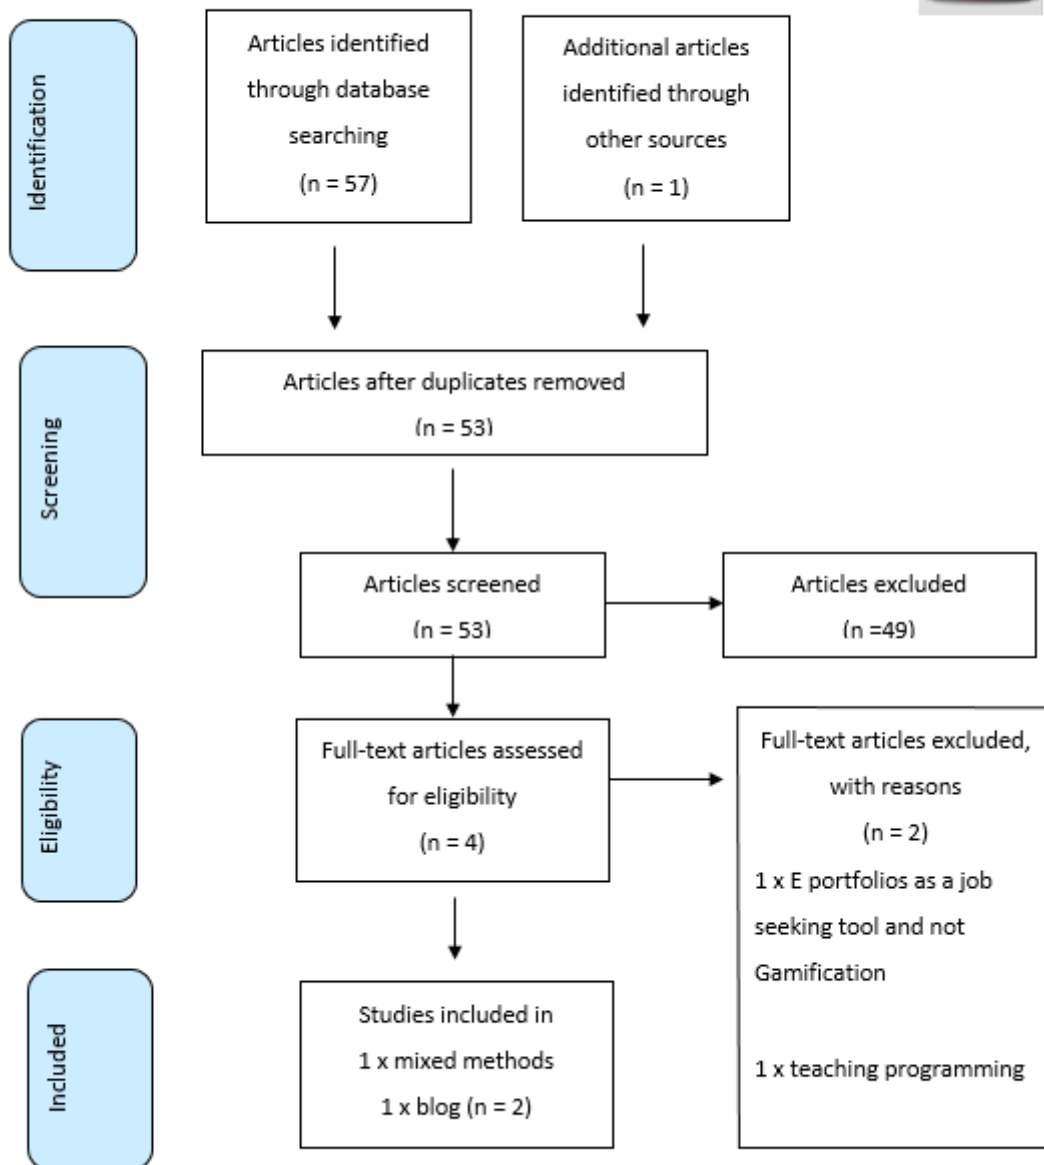 Identification
Articles identified
through database
searching
(n = 57)
Additional articles
identified through
other sources
(n = 1)
Screening
Articles after duplicates removed
(n = 53)
Articles screened
(n = 53)
Articles excluded
(n =49)
Eligibility
Full-text articles assessed
for eligibility
(n = 4)
Full-text articles excluded,
with reasons
(n = 2)
1 x E portfolios as a job
seeking tool and not
Gamification
1 x teaching programming
Included
Studies included in
1 x mixed methods
1 x blog (n = 2)